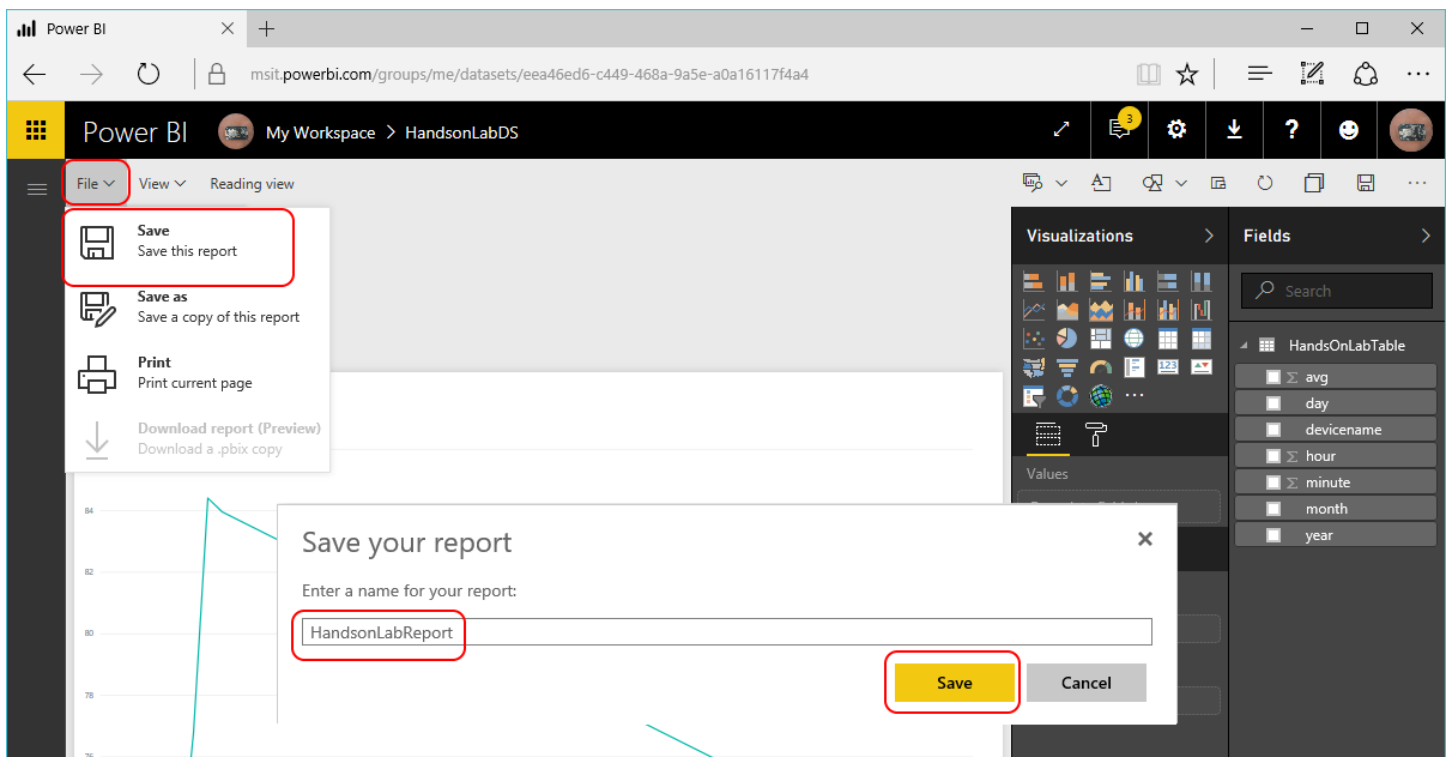 Power BI
msit.powerbi.com/groups/me/datasets/eea46ed6-c449-468a-9a5e-a0a16117f4a4
Power BI My Workspace > HandsonLabDS 3 ?
File View Reading view
Save
Save this report
Save as
Save a copy of this report
Print
Print current page
Download report (Preview)
Download a .pbix copy
Visualizations
123
Values
Fields
Search
HandsOnLabTable
Σ avg
day
devicename
Σ hour
Σ minute
month
year
84
82
80
78
Save your report
Enter a name for your report:
HandsonLabReport
Save Cancel